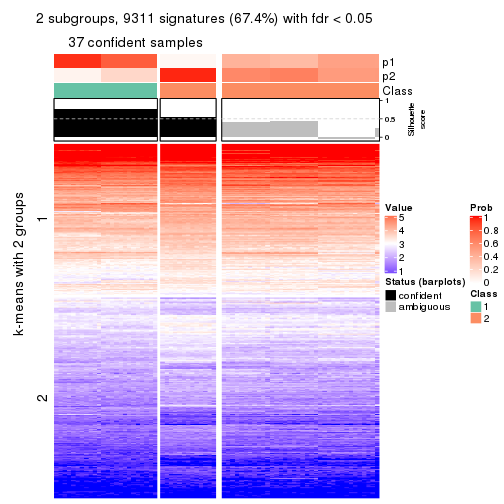 2 subgroups, 9311 signatures (67.4%) with fdr < 0.05
37 confident samples
p1
p2
Class
1
0.5
0
Silhouette
score
k-means with 2 groups
1
2
Value
5
4
3
2
1
Status (barplots)
confident
ambiguous
Prob
1
0.8
0.6
0.4
0.2
0
Class
1
2